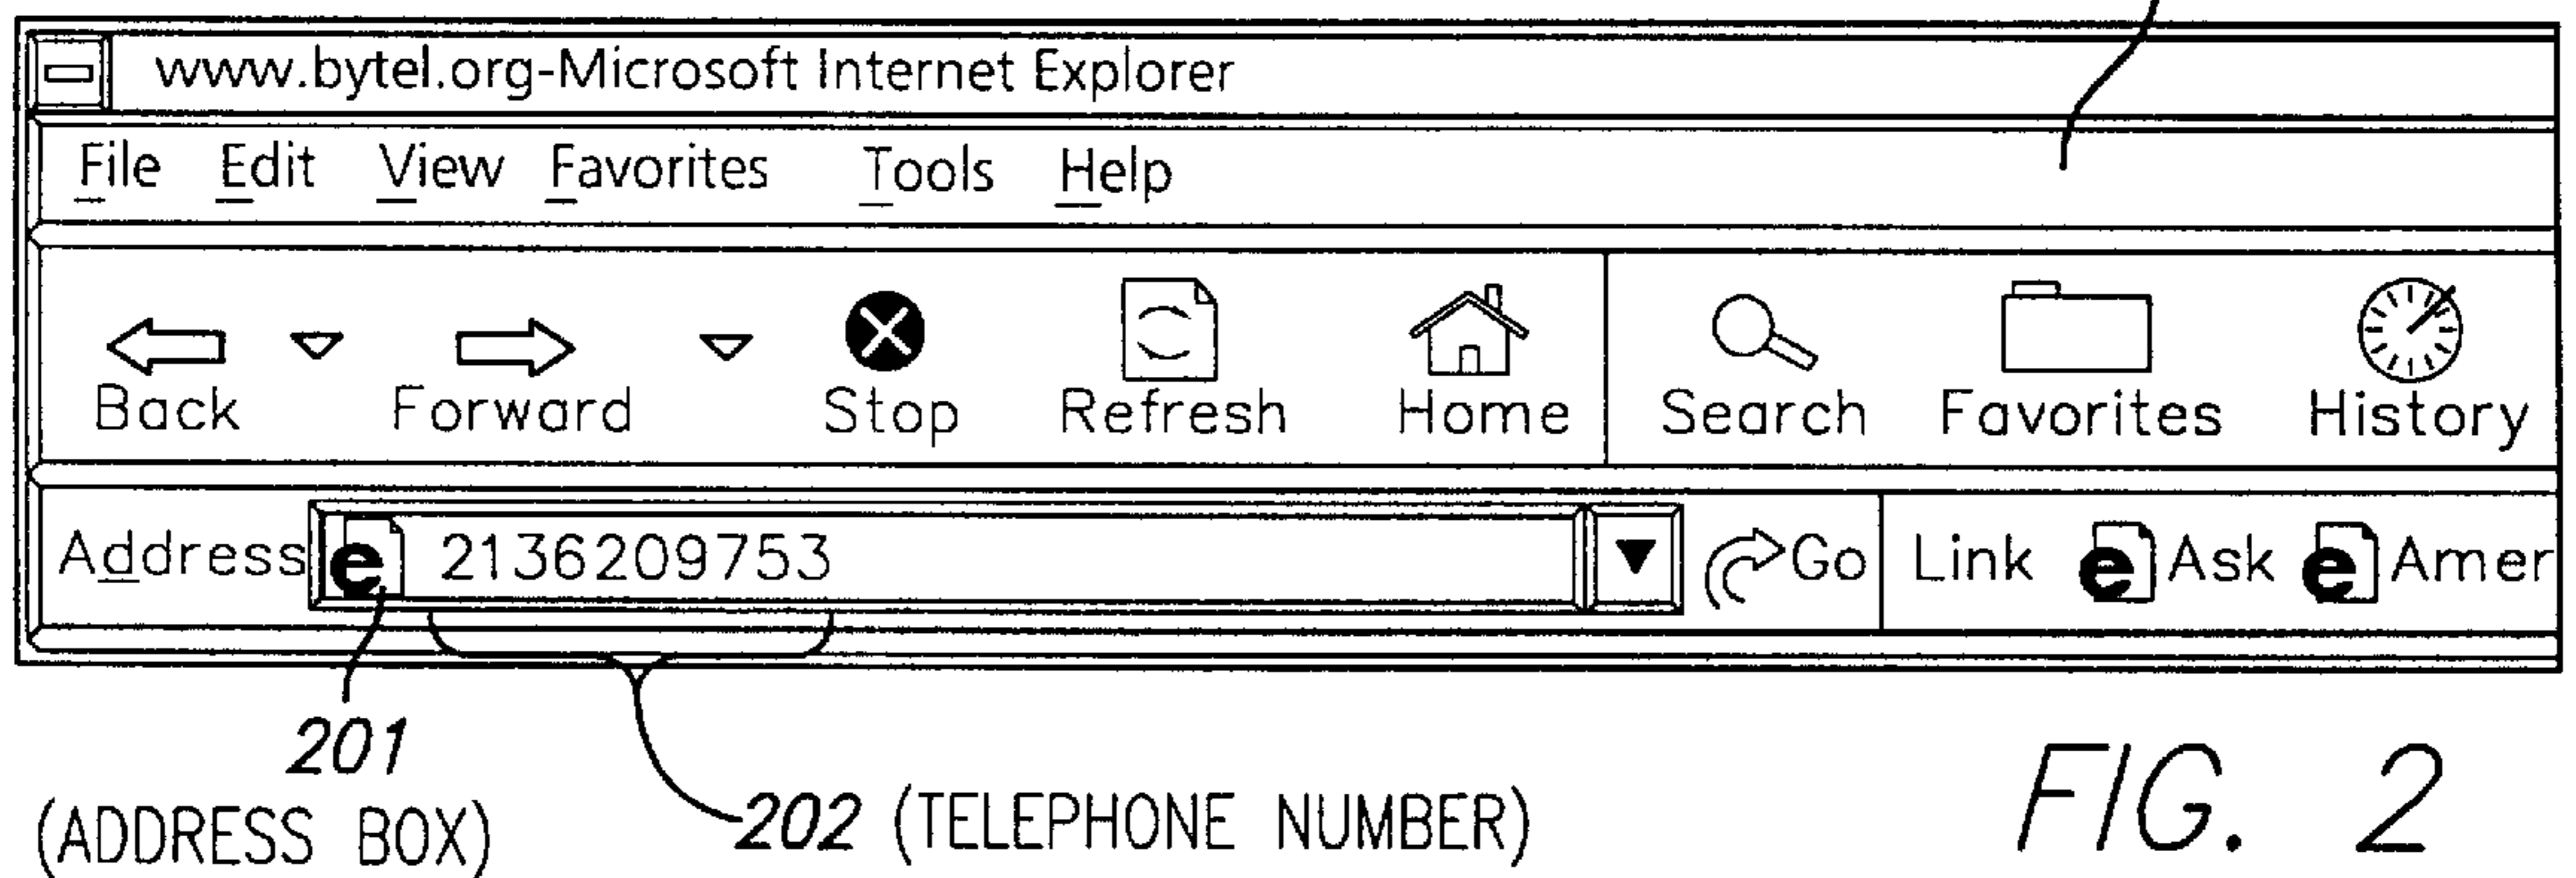 www.bytel.org-Microsoft Internet Explorer
File Edit View Favorites Tools Help
Back Forward Stop Refresh Home Search Favorites History
Address e 2136209753 Go Link e Ask e Amer
201
(ADDRESS BOX)
202 (TELEPHONE NUMBER)
FIG. 2